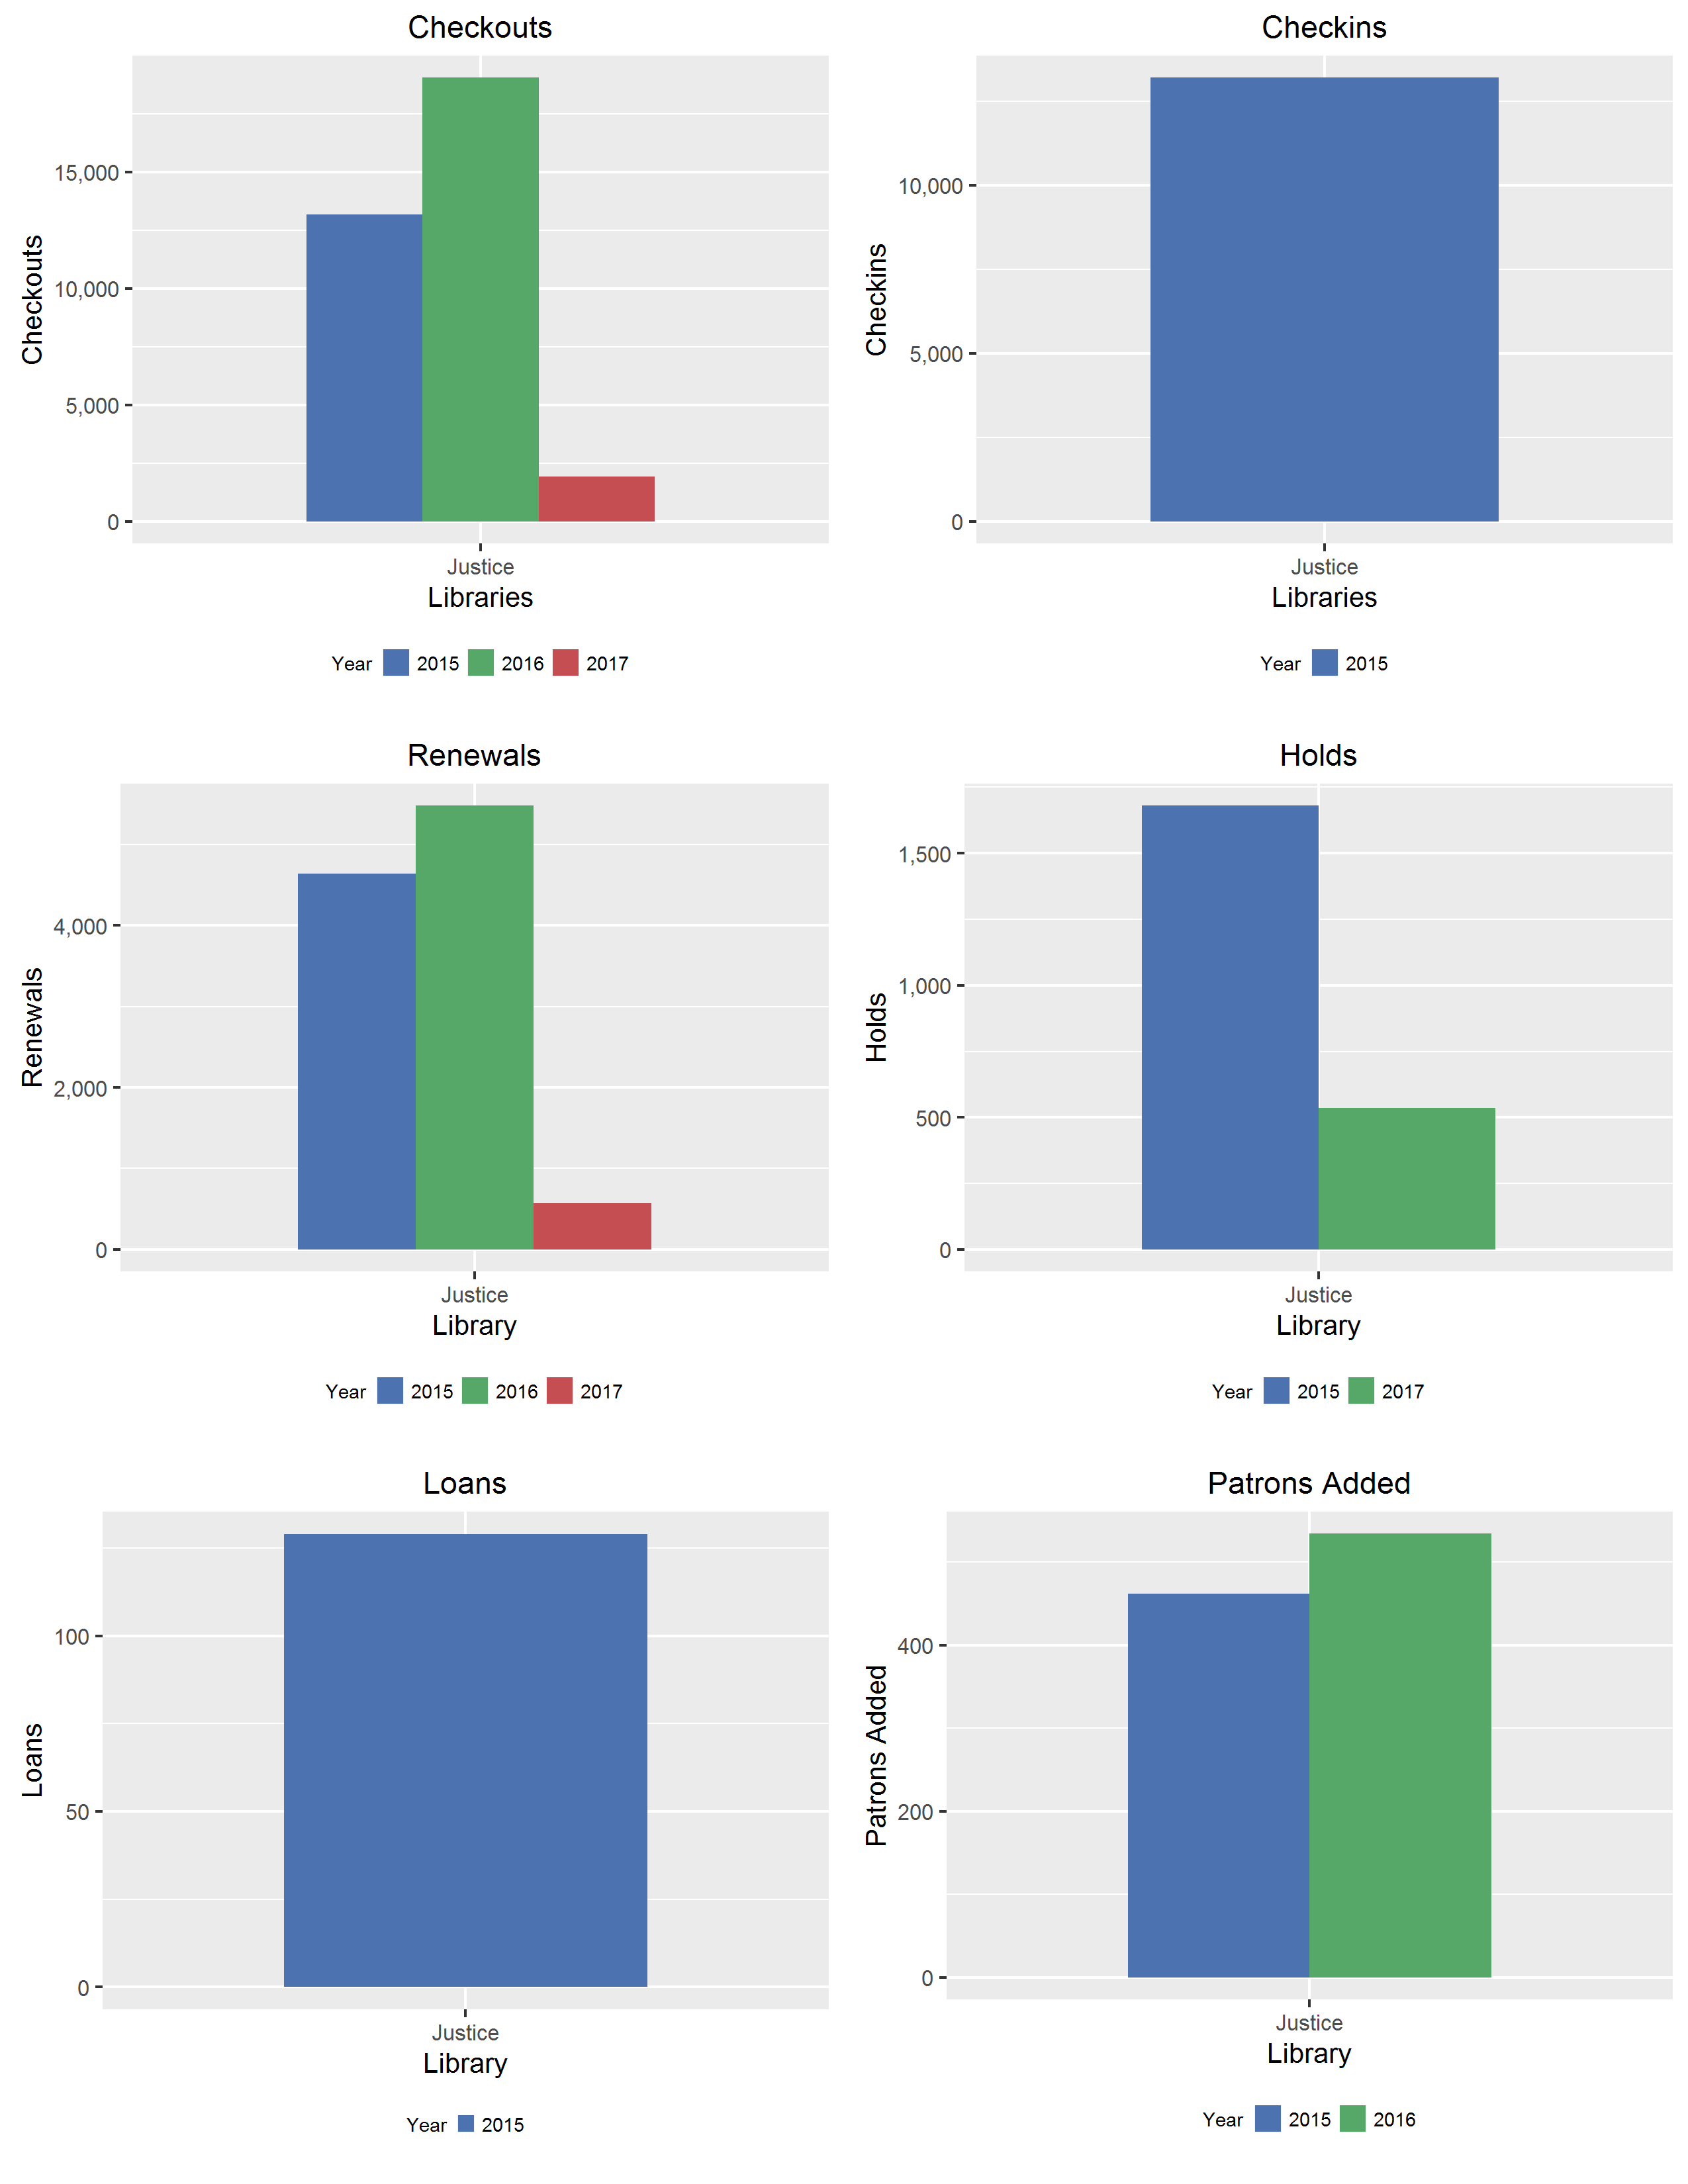 Checkouts
Checkouts
15,000
10,000
5,000
0
Justice
Libraries
Year 2015 2016 2017
Checkins
Checkins
10,000
5,000
0
Justice
Libraries
Year 2015
Renewals
Renewals
4,000
2,000
0
Justice
Library
Year 2015 2016 2017
Holds
Holds
1,500
1,000
500
0
Justice
Library
Year 2015 2017
Loans
Loans
100
50
0
Justice
Library
Year 2015
Patrons Added
Patrons Added
400
200
0
Justice
Library
Year 2015 2016